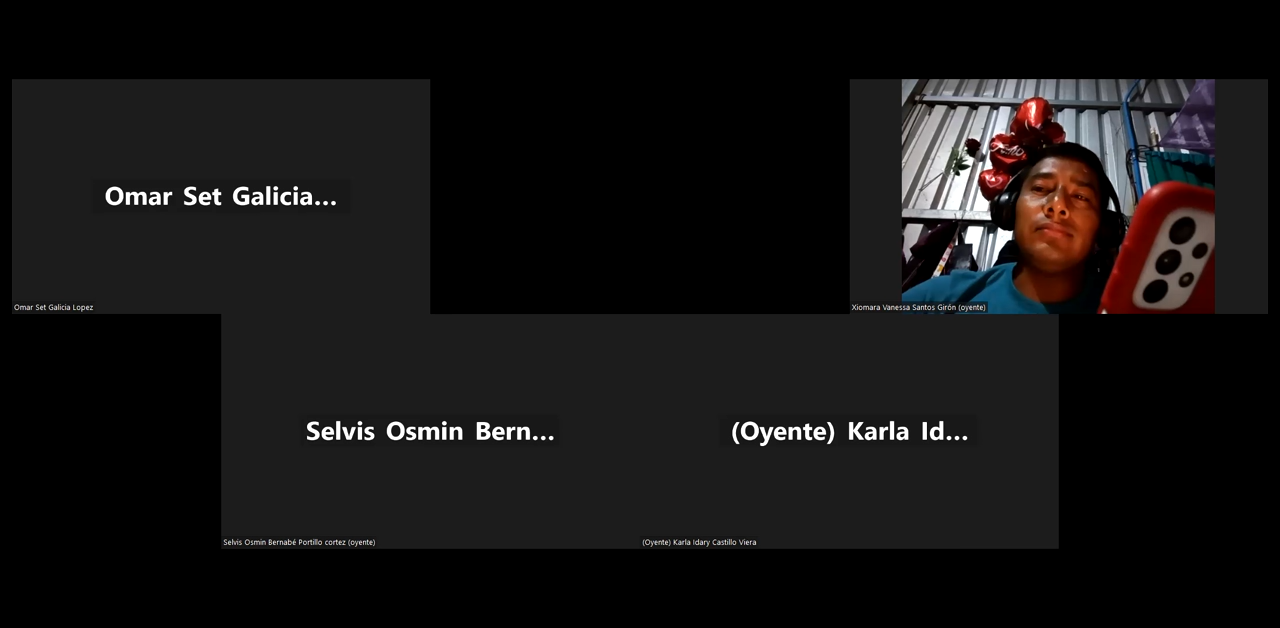 Omar Set Galicia...
Omar Set Galicia Lopez
Xiomara Vanessa Santos Girón (oyente)
Selvis Osmin Bern...
(Oyente) Karla Id...
Selvis Osmin Bernabé Portillo cortez (oyente)
(Oyente) Karla Idary Castillo Viera